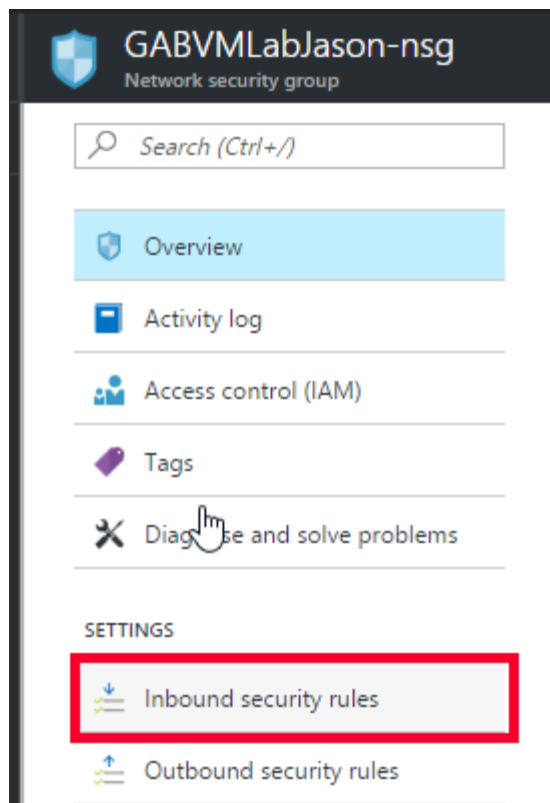 GABVMLabJason-nsg
Network security group
Search (Ctrl+/)
Overview
Activity log
Access control (IAM)
Tags
Diagnose and solve problems
SETTINGS
Inbound security rules
Outbound security rules